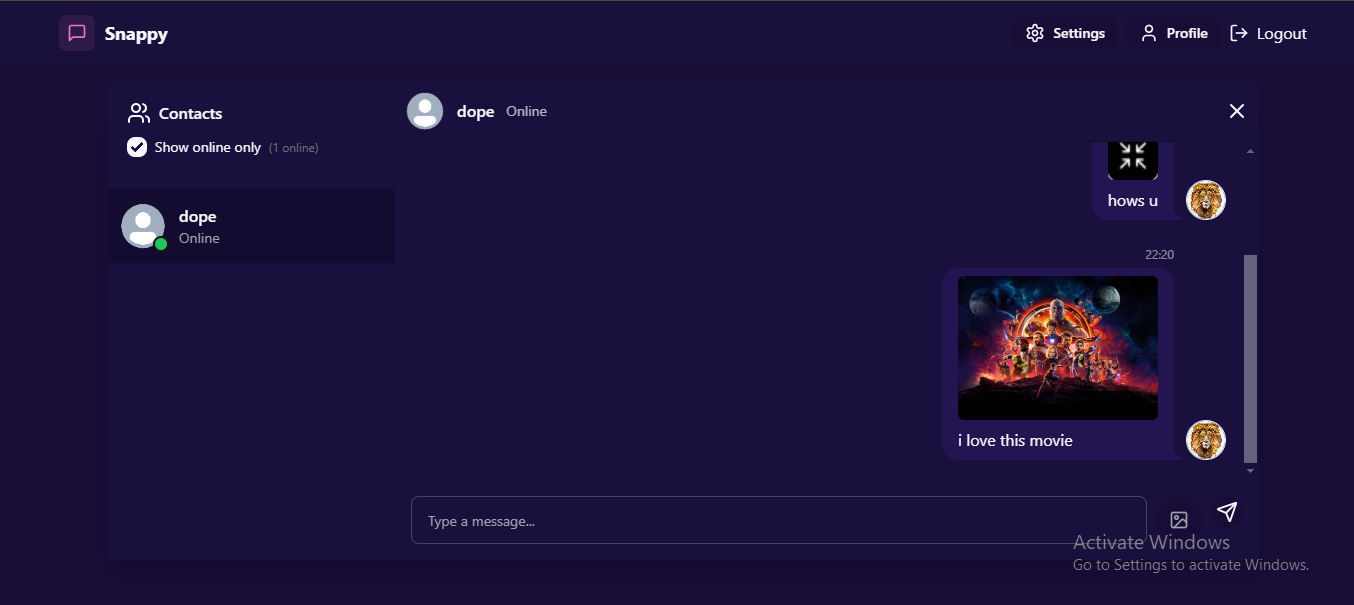 Snappy
Settings
Profile
Logout
Contacts
Show online only (1 online)
dope
Online
dope Online
hows u
22:20
i love this movie
Type a message...
Activate Windows
Go to Settings to activate Windows.